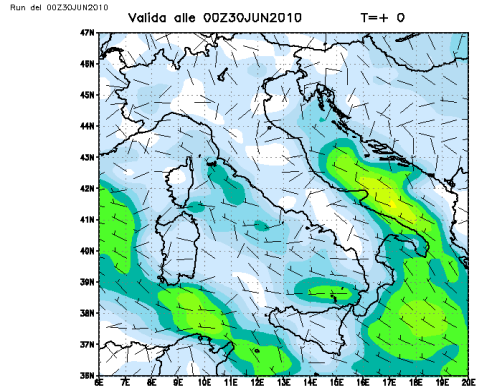 Run del 00Z30JUN2010
Valida alle 00Z30JUN2010 T=+ 0
47N
46N
45N
44N
43N
42N
41N
40N
39N
38N
37N
36N
6E 7E 8E 9E 10E 11E 12E 13E 14E 15E 16E 17E 18E 19E 20E